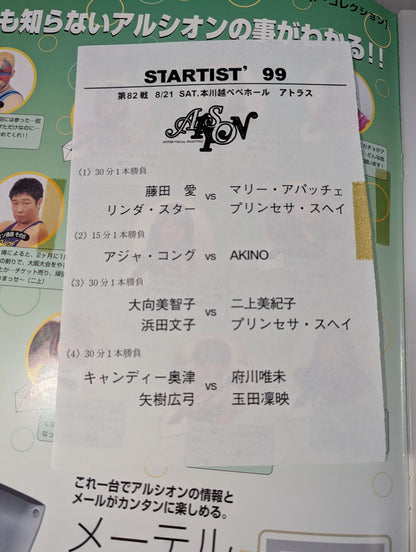 も知らないアルシオンの事がわかる!!
STARTIST' 99
第82戦 8/21 SAT.本川越ペペホール アトラス
ARSION
HYPER VISUAL FIGHTING
(1) 30分1本勝負
藤田 愛 vs マリー・アパッチェ
リンダ・スター プリンセサ・スヘイ
(2) 15分1本勝負
アジャ・コング vs AKINO
(3) 30分1本勝負
大向美智子 vs 二上美紀子
浜田文子 プリンセサ・スヘイ
(4) 30分1本勝負
キャンディー奥津 vs 府川唯未
矢樹広弓 玉田凜映
これ一台でアルシオンの情報と
メールがカンタンに楽しめる。
メーテル